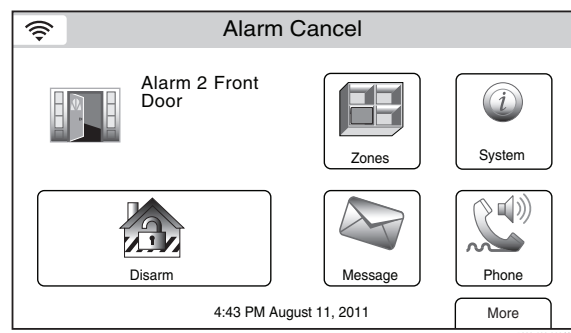 Alarm Cancel
Alarm 2 Front
Door
Zones
System
Disarm
Message
Phone
4:43 PM August 11, 2011
More